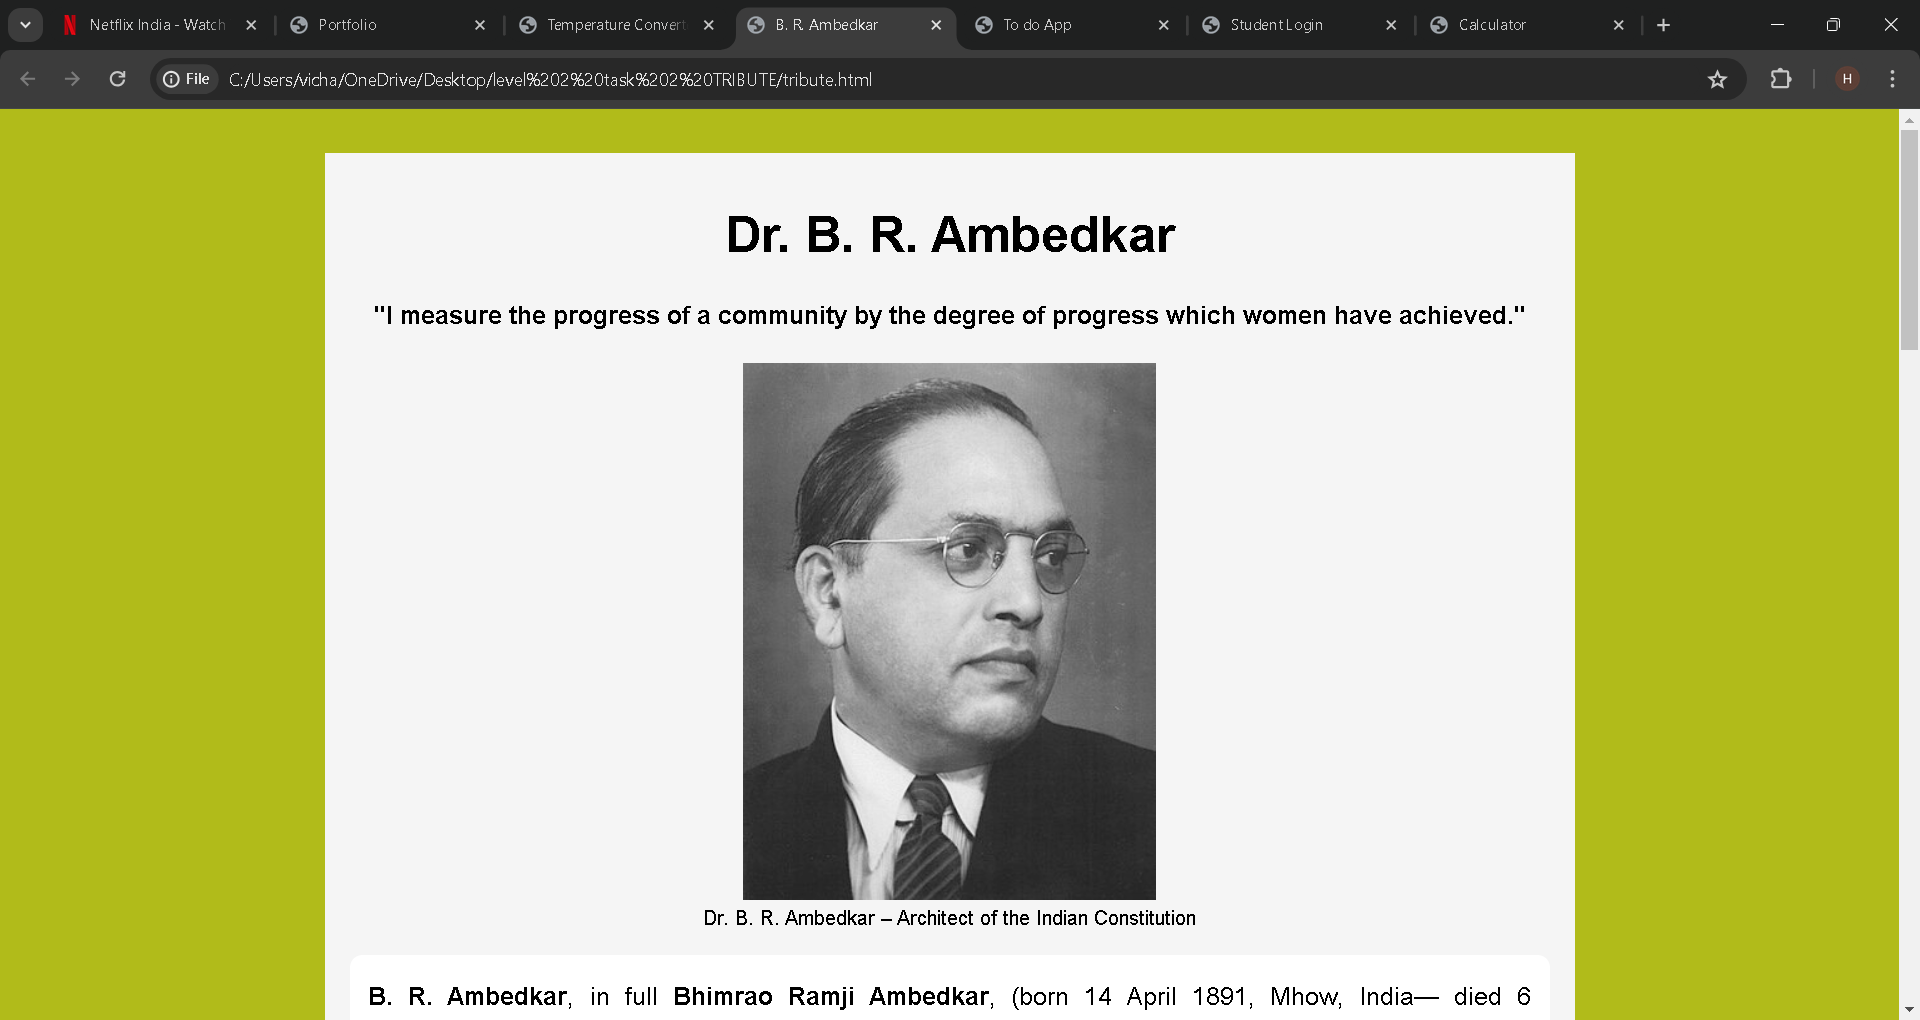 Netflix India - Watch
Portfolio
Temperature Convert
B. R. Ambedkar
To do App
Student Login
Calculator
File
C:/Users/vicha/OneDrive/Desktop/level%202%20task%202%20TRIBUTE/tribute.html
H
Dr. B. R. Ambedkar
"I measure the progress of a community by the degree of progress which women have achieved."
Dr. B. R. Ambedkar – Architect of the Indian Constitution
B. R. Ambedkar, in full Bhimrao Ramji Ambedkar, (born 14 April 1891, Mhow, India— died 6